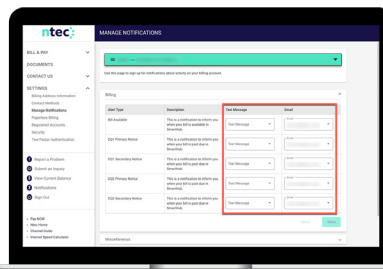 ntec
MANAGE NOTIFICATIONS
BILL & PAY
DOCUMENTS
CONTACT US
SETTINGS
Billing Address Information
Contact Methods
Manage Notifications
Paperless Billing
Registered Accounts
Security
Two-Factor Authentication
Report a Problem
Submit an Inquiry
View Current Balance
Notifications
Sign Out
Pay NOW
Ntec Home
Channel Guide
Internet Speed Calculator
Use this page to sign up for notifications about activity on your billing account.
Billing
Alert Type
Description
Text Message
Email
Bill Available
This is a notification to inform you
when your bill is available in
SmartHub.
Text Message
Email
DQ1 Primary Notice
This is a notification to inform you
when your bill is past due in
SmartHub.
Text Message
Email
DQ1 Secondary Notice
This is a notification to inform you
when your bill is past due in
SmartHub.
Text Message
Email
DQ2 Primary Notice
This is a notification to inform you
when your bill is past due in
SmartHub.
Text Message
Email
DQ2 Secondary Notice
This is a notification to inform you
when your bill is past due in
SmartHub.
Text Message
Email
Miscellaneous